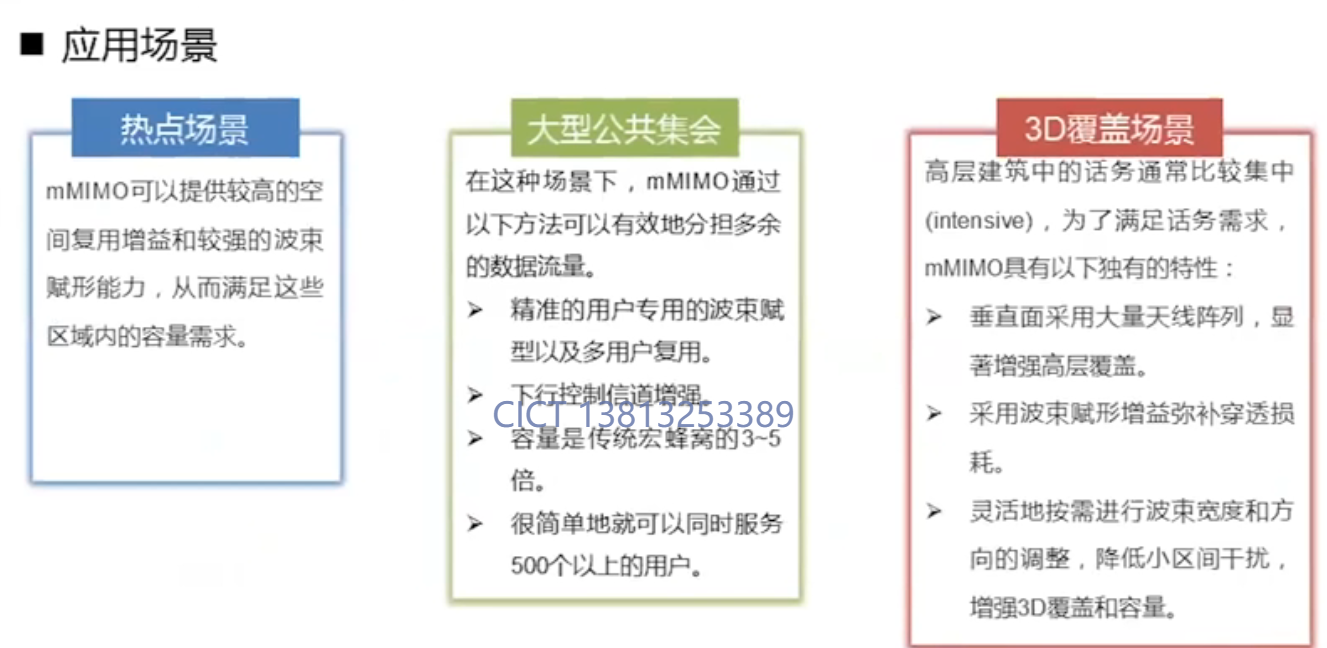 ■ 应用场景
热点场景
mMIMO可以提供较高的空
间复用增益和较强的波束
赋形能力，从而满足这些
区域内的容量需求。
大型公共集会
在这种场景下，mMIMO通过
以下方法可以有效地分担多余
的数据流量。
➢ 精准的用户专用的波束赋
型以及多用户复用。
➢ 下行控制信道增强。
CICT 13813253389
➢ 容量是传统宏蜂窝的3~5
倍。
➢ 很简单地就可以同时服务
500个以上的用户。
3D覆盖场景
高层建筑中的话务通常比较集中
(intensive)，为了满足话务需求，
mMIMO具有以下独有的特性：
➢ 垂直面采用大量天线阵列，显
著增强高层覆盖。
➢ 采用波束赋形增益弥补穿透损
耗。
➢ 灵活地按需进行波束宽度和方
向的调整，降低小区间干扰，
增强3D覆盖和容量。